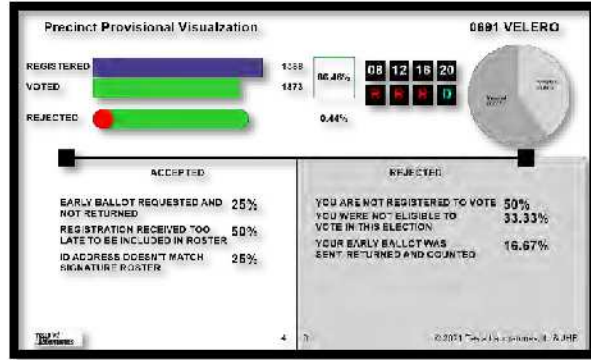 Precinct Provisional Visualzation
0691 VELERO
REGISTERED
VOTED
1873
REJECTED
0.44%
08 12 16 20
R R R D
ACCEPTED
EARLY BALLOT REQUESTED AND NOT RETURNED 25%
REGISTRATION RECEIVED TOO LATE TO BE INCLUDED IN ROSTER 50%
ID ADDRESS DOESN'T MATCH SIGNATURE ROSTER 25%
4
REJECTED
YOU ARE NOT REGISTERED TO VOTE 50%
YOU WERE NOT ELIGIBLE TO VOTE IN THIS ELECTION 33.33%
YOUR EARLY BALLOT WAS SENT, RETURNED AND COUNTED 16.67%